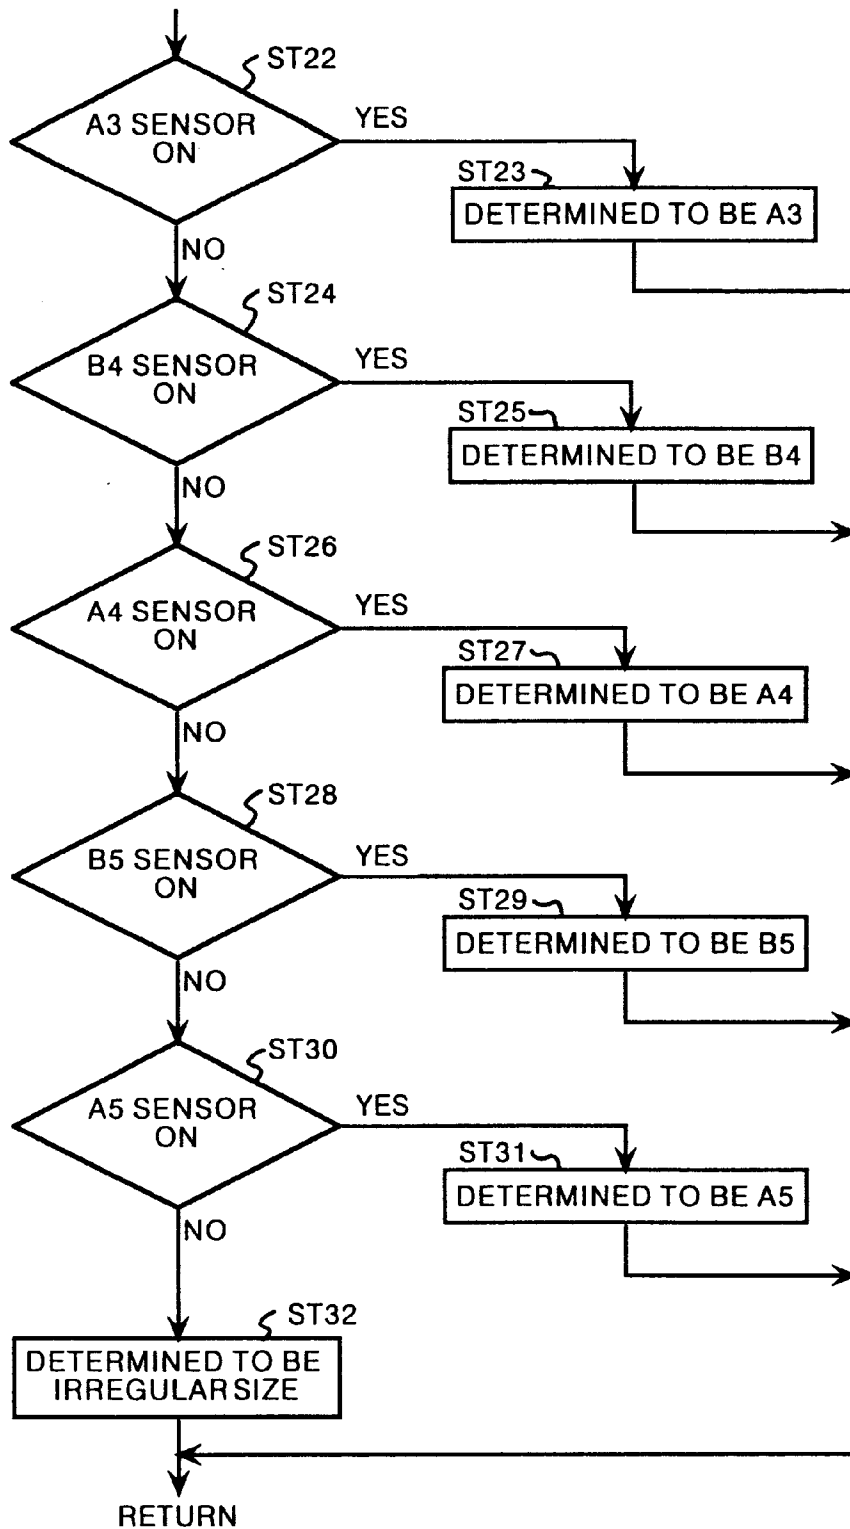 ST22
A3 SENSOR
ON
YES
ST23
DETERMINED TO BE A3
NO
ST24
B4 SENSOR
ON
YES
ST25
DETERMINED TO BE B4
NO
ST26
A4 SENSOR
ON
YES
ST27
DETERMINED TO BE A4
NO
ST28
B5 SENSOR
ON
YES
ST29
DETERMINED TO BE B5
NO
ST30
A5 SENSOR
ON
YES
ST31
DETERMINED TO BE A5
NO
ST32
DETERMINED TO BE
IRREGULAR SIZE
RETURN